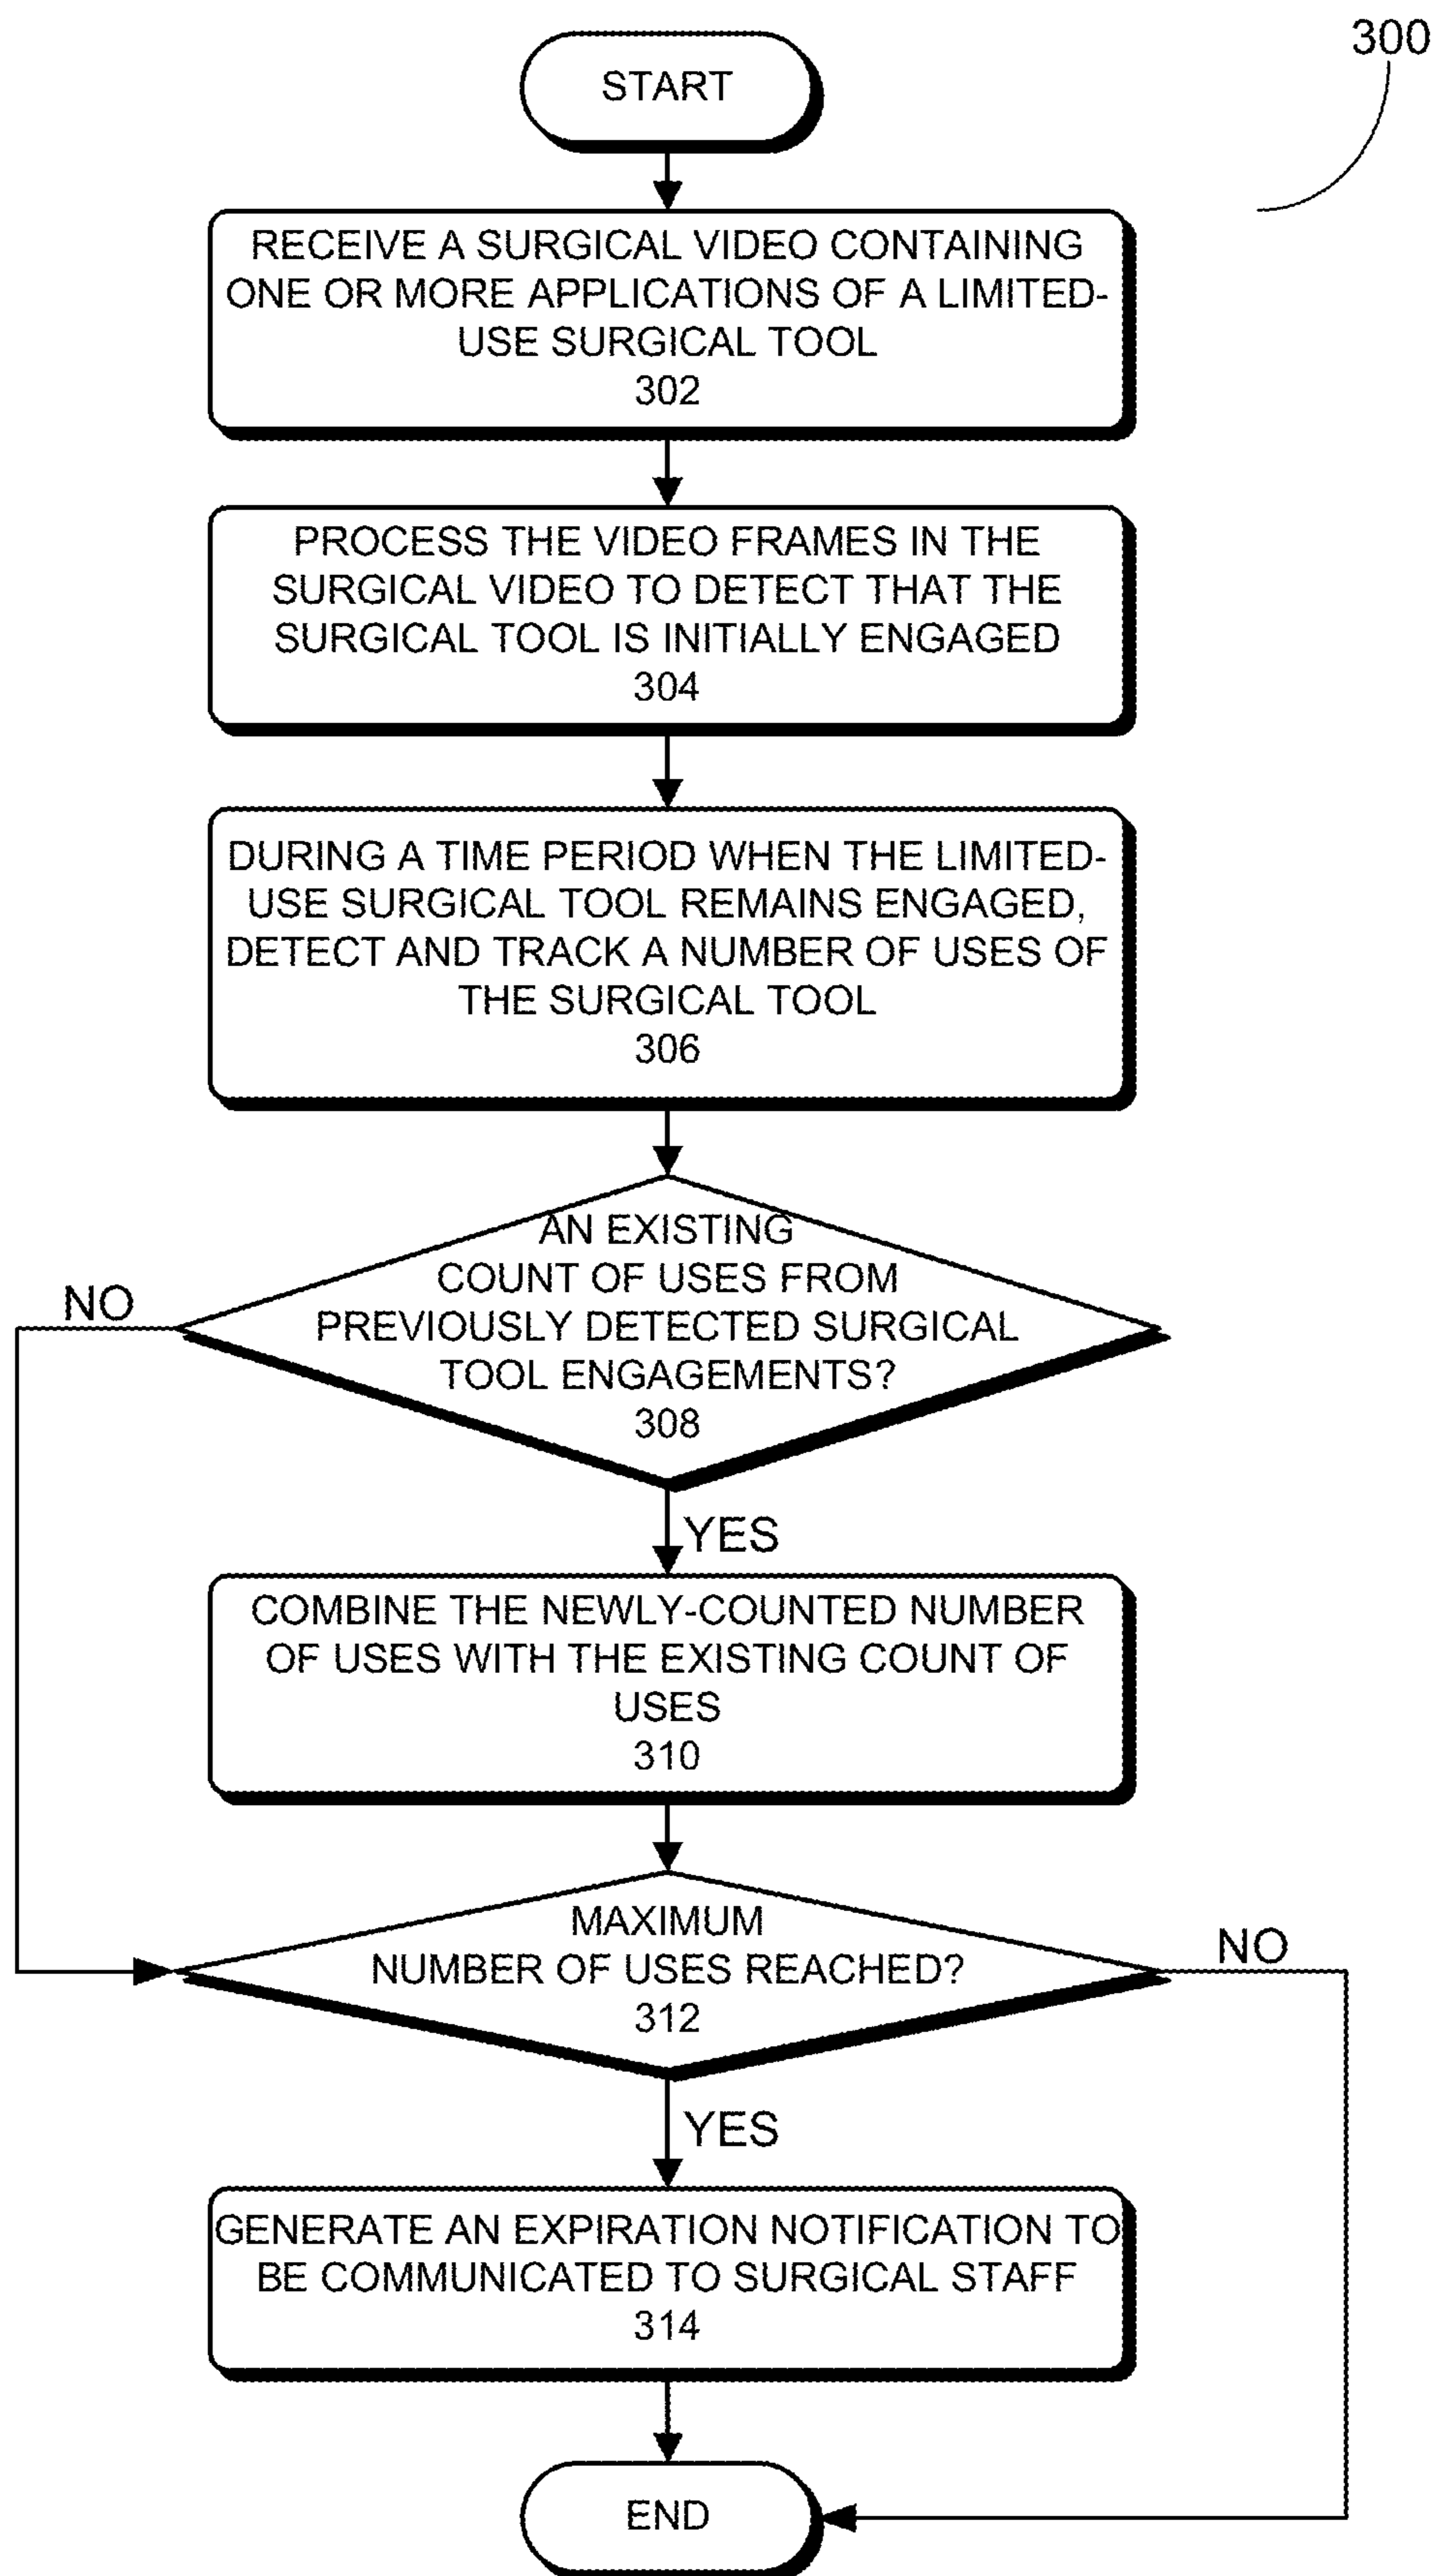 300
START
RECEIVE A SURGICAL VIDEO CONTAINING
ONE OR MORE APPLICATIONS OF A LIMITED-
USE SURGICAL TOOL
302
PROCESS THE VIDEO FRAMES IN THE
SURGICAL VIDEO TO DETECT THAT THE
SURGICAL TOOL IS INITIALLY ENGAGED
304
DURING A TIME PERIOD WHEN THE LIMITED-
USE SURGICAL TOOL REMAINS ENGAGED,
DETECT AND TRACK A NUMBER OF USES OF
THE SURGICAL TOOL
306
AN EXISTING
COUNT OF USES FROM
PREVIOUSLY DETECTED SURGICAL
TOOL ENGAGEMENTS?
308
NO
YES
COMBINE THE NEWLY-COUNTED NUMBER
OF USES WITH THE EXISTING COUNT OF
USES
310
MAXIMUM
NUMBER OF USES REACHED?
312
NO
YES
GENERATE AN EXPIRATION NOTIFICATION TO
BE COMMUNICATED TO SURGICAL STAFF
314
END